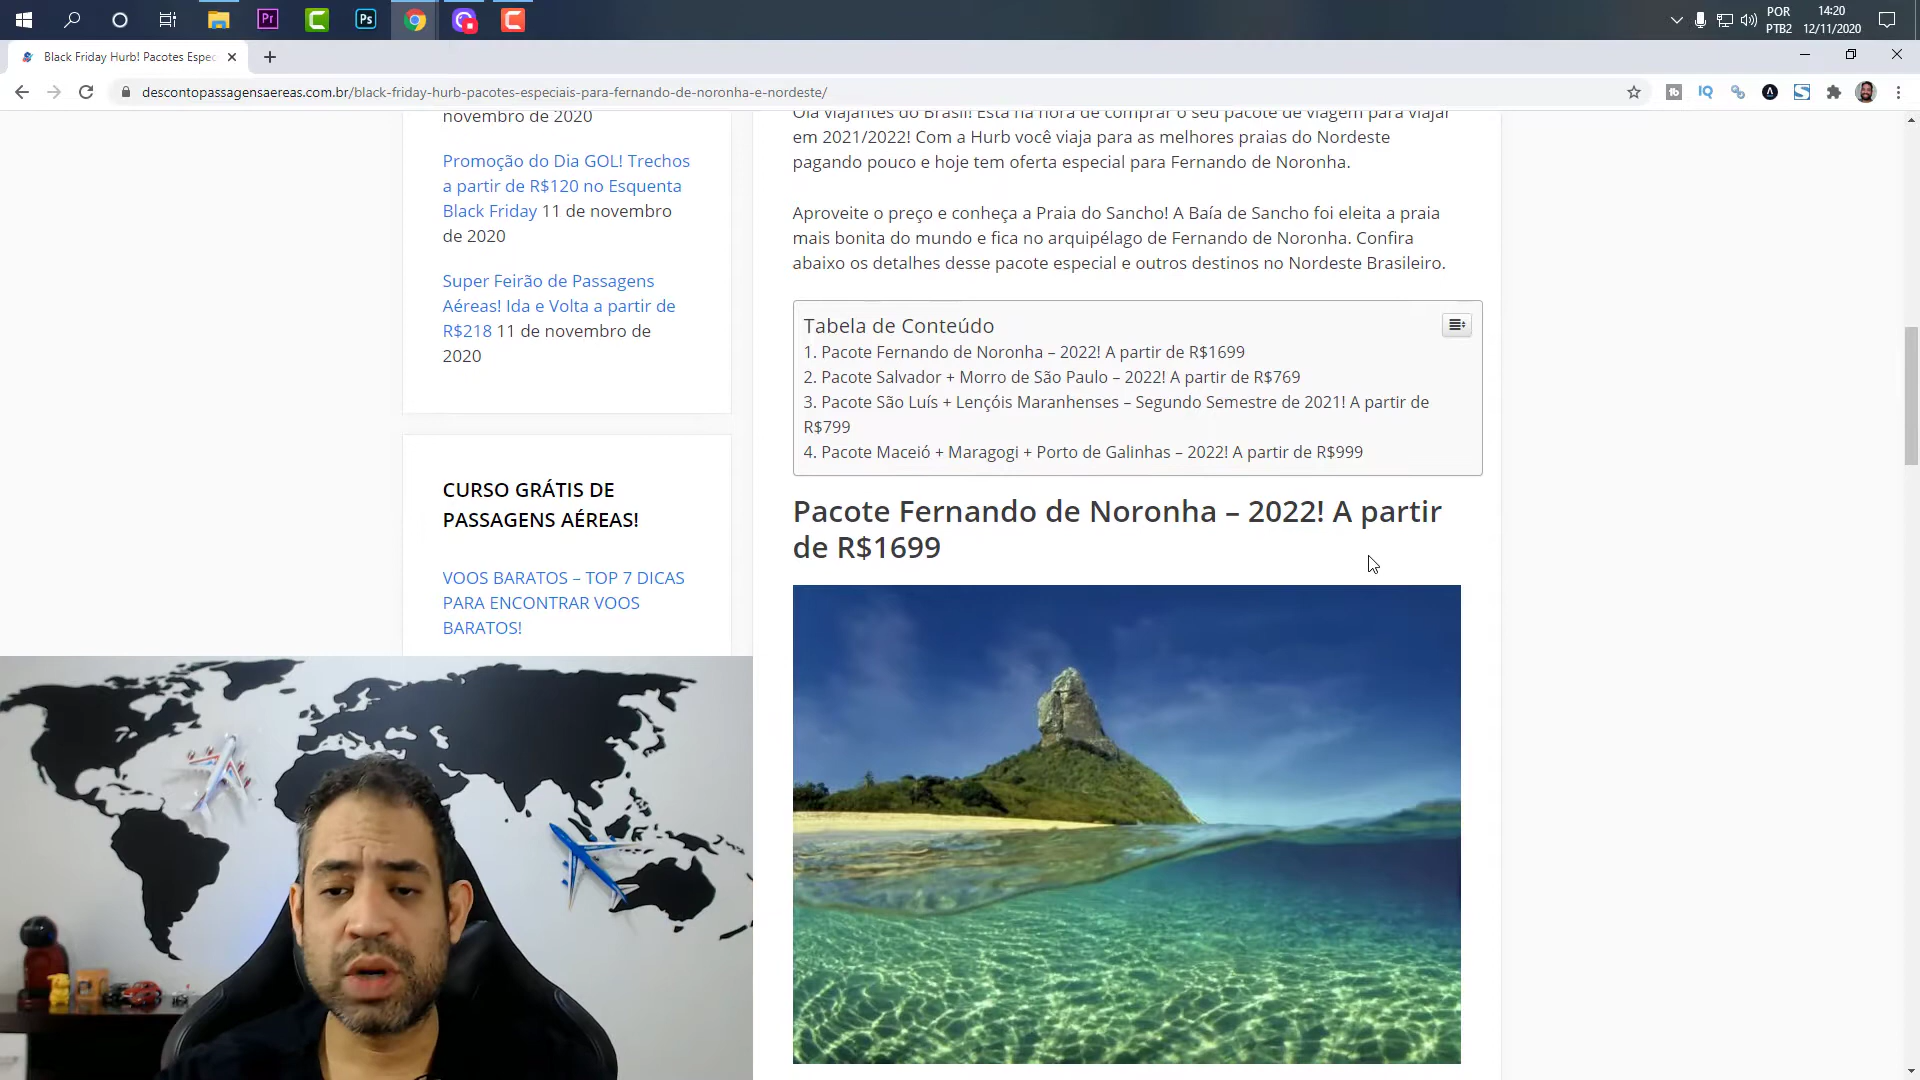 POR
14:20
PTB2
12/11/2020
Black Friday Hurb! Pacotes Espec
descontopassagensaereas.com.br/black-friday-hurb-pacotes-especiais-para-fernando-de-noronha-e-nordeste/
novembro de 2020
Promoção do Dia GOL! Trechos
a partir de R$120 no Esquenta
Black Friday 11 de novembro
de 2020
Super Feirão de Passagens
Aéreas! Ida e Volta a partir de
R$218 11 de novembro de
2020
CURSO GRÁTIS DE
PASSAGENS AÉREAS!
VOOS BARATOS – TOP 7 DICAS
PARA ENCONTRAR VOOS
BARATOS!
Olá viajantes do Brasil! Está na hora de comprar o seu pacote de viagem para viajar
em 2021/2022! Com a Hurb você viaja para as melhores praias do Nordeste
pagando pouco e hoje tem oferta especial para Fernando de Noronha.
Aproveite o preço e conheça a Praia do Sancho! A Baía de Sancho foi eleita a praia
mais bonita do mundo e fica no arquipélago de Fernando de Noronha. Confira
abaixo os detalhes desse pacote especial e outros destinos no Nordeste Brasileiro.
Tabela de Conteúdo
1. Pacote Fernando de Noronha – 2022! A partir de R$1699
2. Pacote Salvador + Morro de São Paulo – 2022! A partir de R$769
3. Pacote São Luís + Lençóis Maranhenses – Segundo Semestre de 2021! A partir de
R$799
4. Pacote Maceió + Maragogi + Porto de Galinhas – 2022! A partir de R$999
Pacote Fernando de Noronha – 2022! A partir
de R$1699